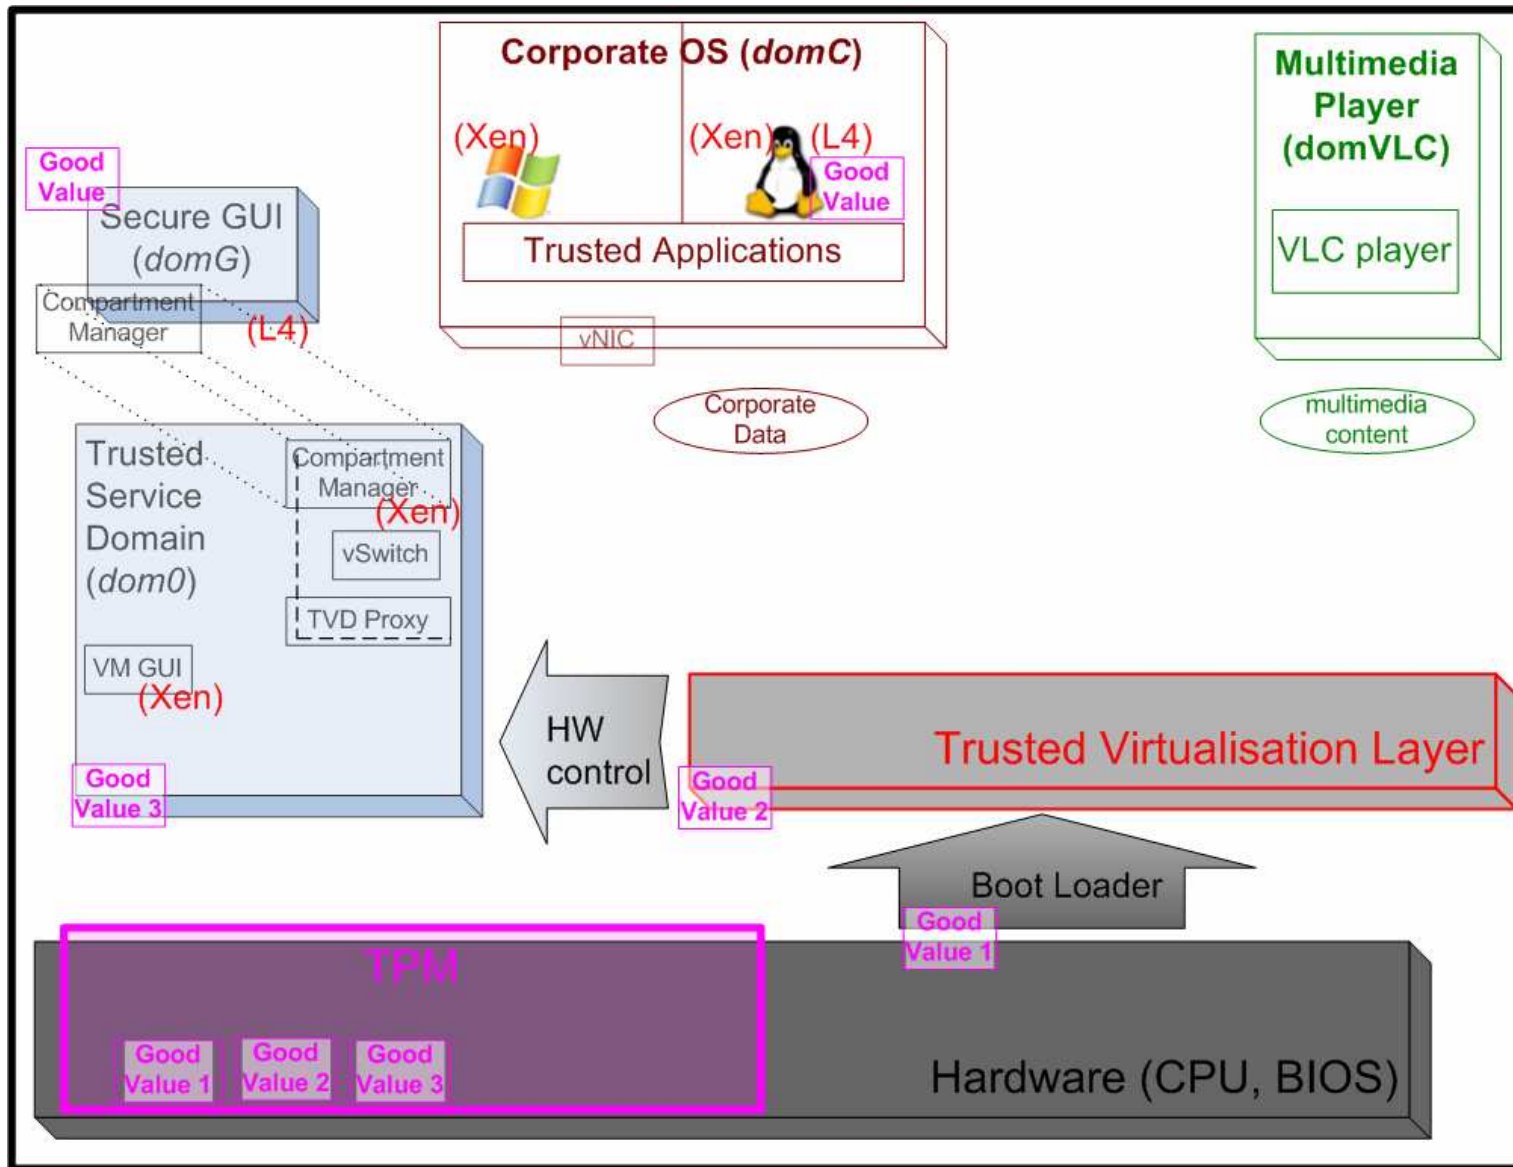 Corporate OS (domC)
(Xen)
(Xen)
(L4)
Good
Value
Trusted Applications
vNIC
Corporate
Data
Multimedia
Player
(domVLC)
VLC player
multimedia
content
Good
Value
Secure GUI
(domG)
Compartment
Manager
(L4)
Trusted
Service
Domain
(dom0)
Compartment
Manager
(Xen)
vSwitch
TVD Proxy
VM GUI
(Xen)
Good
Value 3
HW
control
Trusted Virtualisation Layer
Good
Value 2
Boot Loader
Good
Value 1
TPM
Good
Value 1
Good
Value 2
Good
Value 3
Hardware (CPU, BIOS)